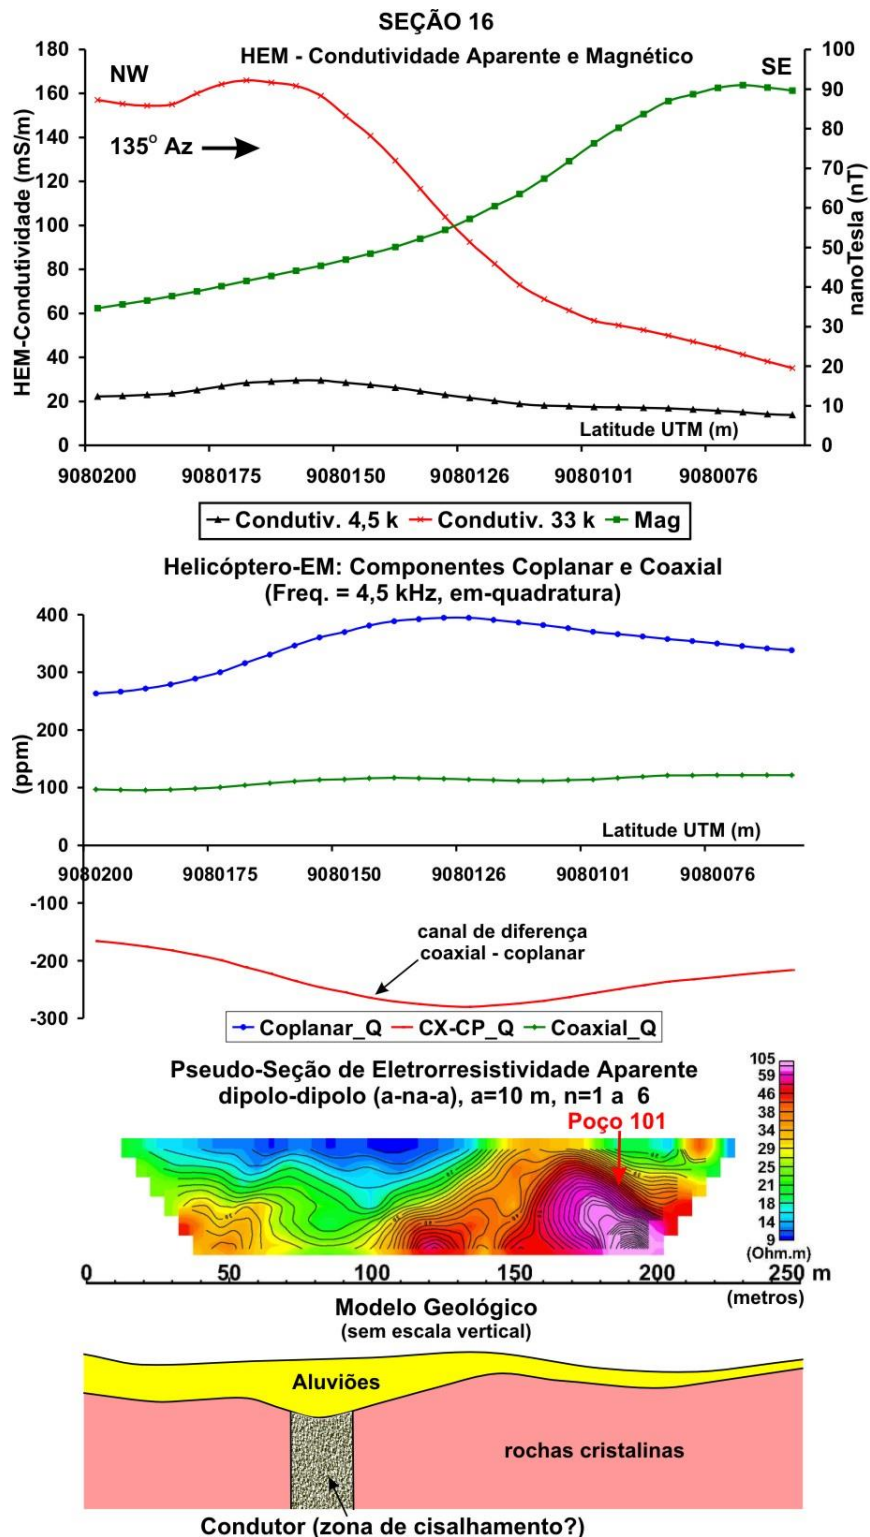 SEÇÃO 16
HEM - Condutividade Aparente e Magnético
NW
SE
135° Az
HEM-Condutividade (mS/m)
180
160
140
120
100
80
60
40
20
0
100
90
80
70
60
50
40
30
20
10
0
nanoTesla (nT)
Latitude UTM (m)
9080200 9080175 9080150 9080126 9080101 9080076
Condutiv. 4,5 k Condutiv. 33 k Mag
Helicóptero-EM: Componentes Coplanar e Coaxial
(Freq. = 4,5 kHz, em-quadratura)
(ppm)
400
300
200
100
0
-100
-200
-300
Latitude UTM (m)
9080200 9080175 9080150 9080126 9080101 9080076
canal de diferença
coaxial - coplanar
Coplanar_Q CX-CP_Q Coaxial_Q
Pseudo-Seção de Eletrorresistividade Aparente
dipolo-dipolo (a-na-a), a=10 m, n=1 a 6
Poço 101
105
59
46
38
34
29
25
21
18
14
9
(Ohm.m)
0 50 100 150 200 250 m
(metros)
Modelo Geológico
(sem escala vertical)
Aluviões
rochas cristalinas
Condutor (zona de cisalhamento?)